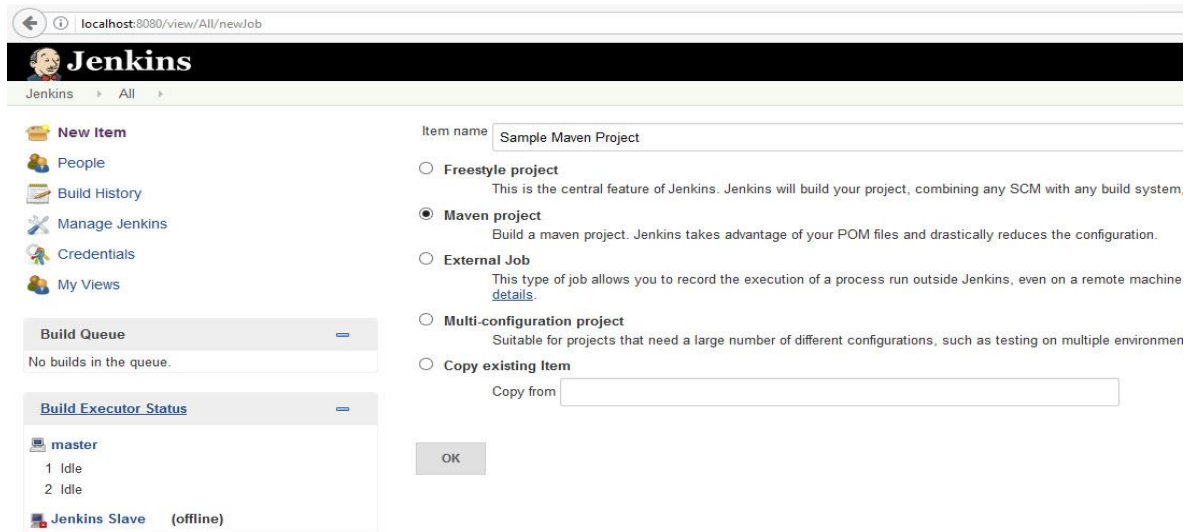 localhost:8080/view/All/newJob
Jenkins
Jenkins All
New Item
People
Build History
Manage Jenkins
Credentials
My Views
Build Queue
No builds in the queue.
Build Executor Status
master
1 Idle
2 Idle
Jenkins Slave (offline)
Item name Sample Maven Project
Freestyle project
This is the central feature of Jenkins. Jenkins will build your project, combining any SCM with any build system,
Maven project
Build a maven project. Jenkins takes advantage of your POM files and drastically reduces the configuration.
External Job
This type of job allows you to record the execution of a process run outside Jenkins, even on a remote machine
details.
Multi-configuration project
Suitable for projects that need a large number of different configurations, such as testing on multiple environmen
Copy existing Item
Copy from
OK